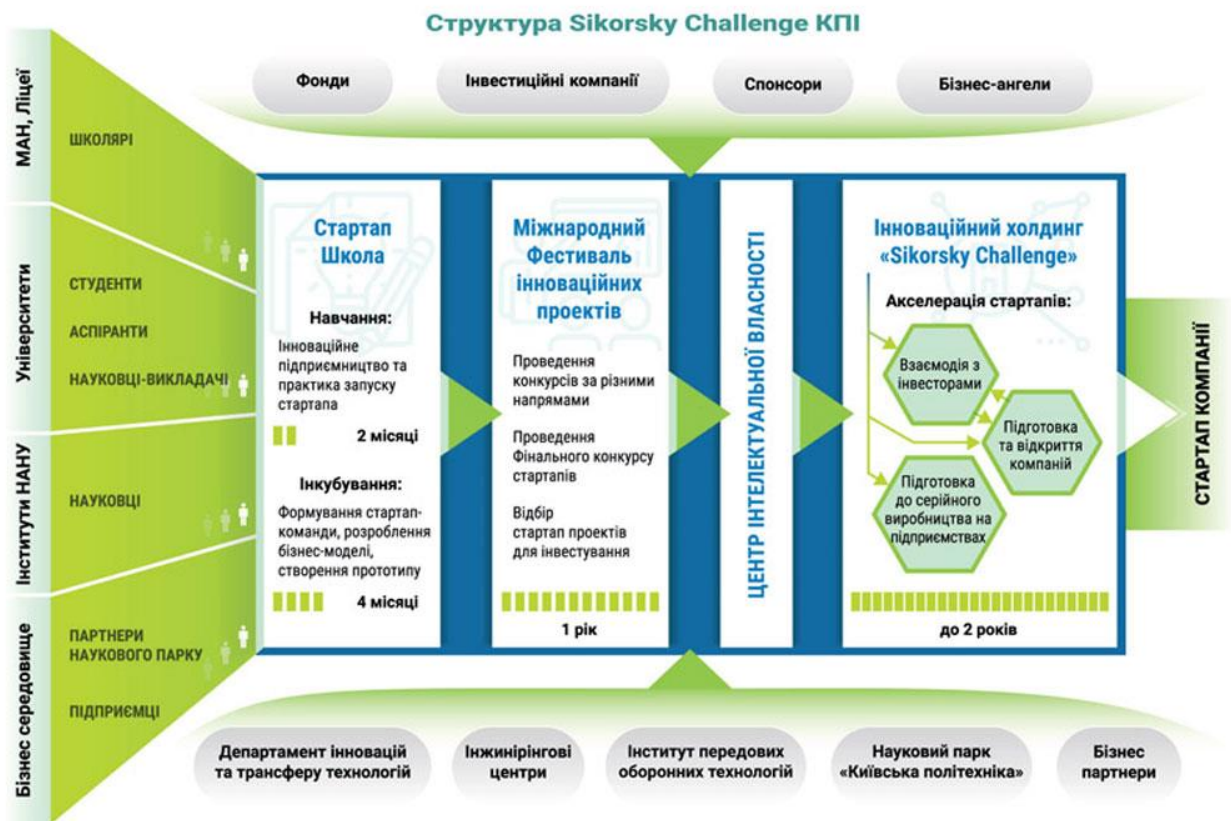 Структура Sikorsky Challenge КПІ
Фонди
Інвестиційні компанії
Спонсори
Бізнес-ангели
МАН, Ліцеї
ШКОЛЯРІ
Університети
СТУДЕНТИ
АСПІРАНТИ
НАУКОВЦІ-ВИКЛАДАЧІ
Інститути НАНУ
НАУКОВЦІ
Бізнес середовище
ПАРТНЕРИ
НАУКОВОГО ПАРКУ
ПІДПРИЄМЦІ
Стартап
Школа
Навчання:
Інноваційне
підприємництво та
практика запуску
стартапа
2 місяці
Інкубування:
Формування стартап-
команди, розроблення
бізнес-моделі,
створення прототипу
4 місяці
Міжнародний
Фестиваль
інноваційних
проектів
Проведення
конкурсів за різними
напрямами
Проведення
Фінального конкурсу
стартапів
Відбір
стартап проектів
для інвестування
1 рік
ЦЕНТР ІНТЕЛЕКТУАЛЬНОЇ ВЛАСНОСТІ
Інноваційний холдинг
«Sikorsky Challenge»
Акселерація стартапів:
Взаємодія з
інвесторами
Підготовка
та відкриття
компаній
Підготовка
до серійного
виробництва на
підприємствах
до 2 років
СТАРТАП КОМПАНІЇ
Департамент інновацій
та трансферу технологій
Інжинірингові
центри
Інститут передових
оборонних технологій
Науковий парк
«Київська політехніка»
Бізнес
партнери